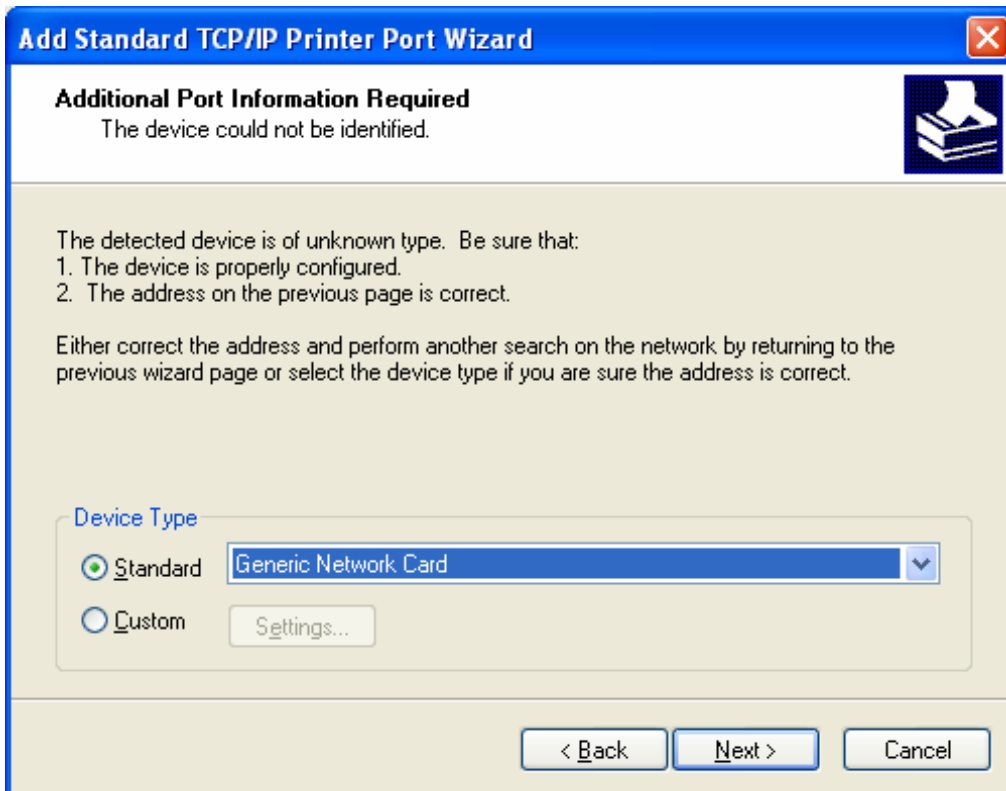 Add Standard TCP/IP Printer Port Wizard
Additional Port Information Required
The device could not be identified.
The detected device is of unknown type. Be sure that:
1. The device is properly configured.
2. The address on the previous page is correct.
Either correct the address and perform another search on the network by returning to the
previous wizard page or select the device type if you are sure the address is correct.
Device Type
Standard Generic Network Card
Custom Settings...
< Back Next > Cancel